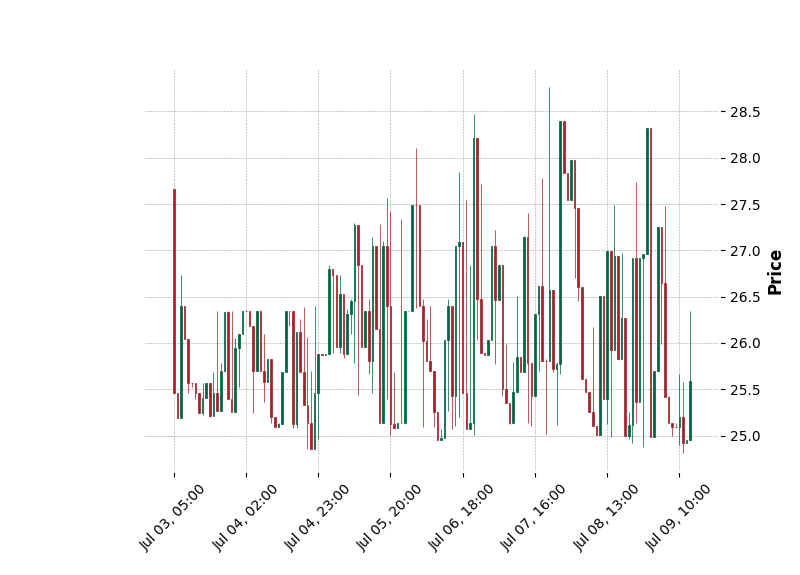 28.5
28.0
27.5
27.0
26.5
26.0
25.5
25.0
Price
Jul 03, 05:00
Jul 04, 02:00
Jul 04, 23:00
Jul 05, 20:00
Jul 06, 18:00
Jul 07, 16:00
Jul 08, 13:00
Jul 09, 10:00